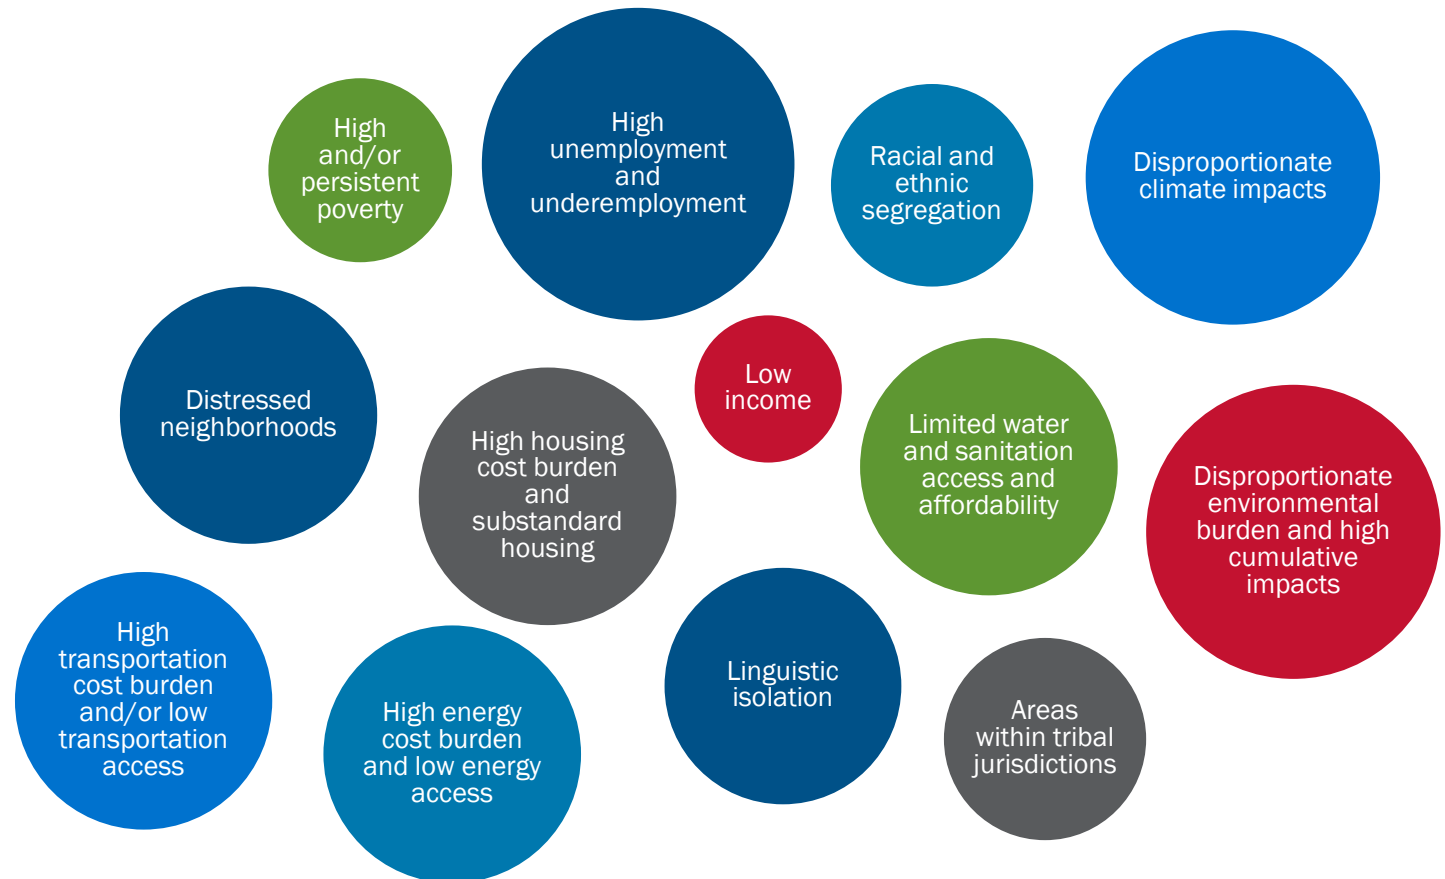 High
and/or
persistent
poverty
High
unemployment
and
underemployment
Racial and
ethnic
segregation
Disproportionate
climate impacts
Distressed
neighborhoods
High housing
cost burden
and
substandard
housing
Low
income
Limited water
and sanitation
access and
affordability
Disproportionate
environmental
burden and high
cumulative
impacts
High
transportation
cost burden
and/or low
transportation
access
High energy
cost burden
and low energy
access
Linguistic
isolation
Areas
within tribal
jurisdictions